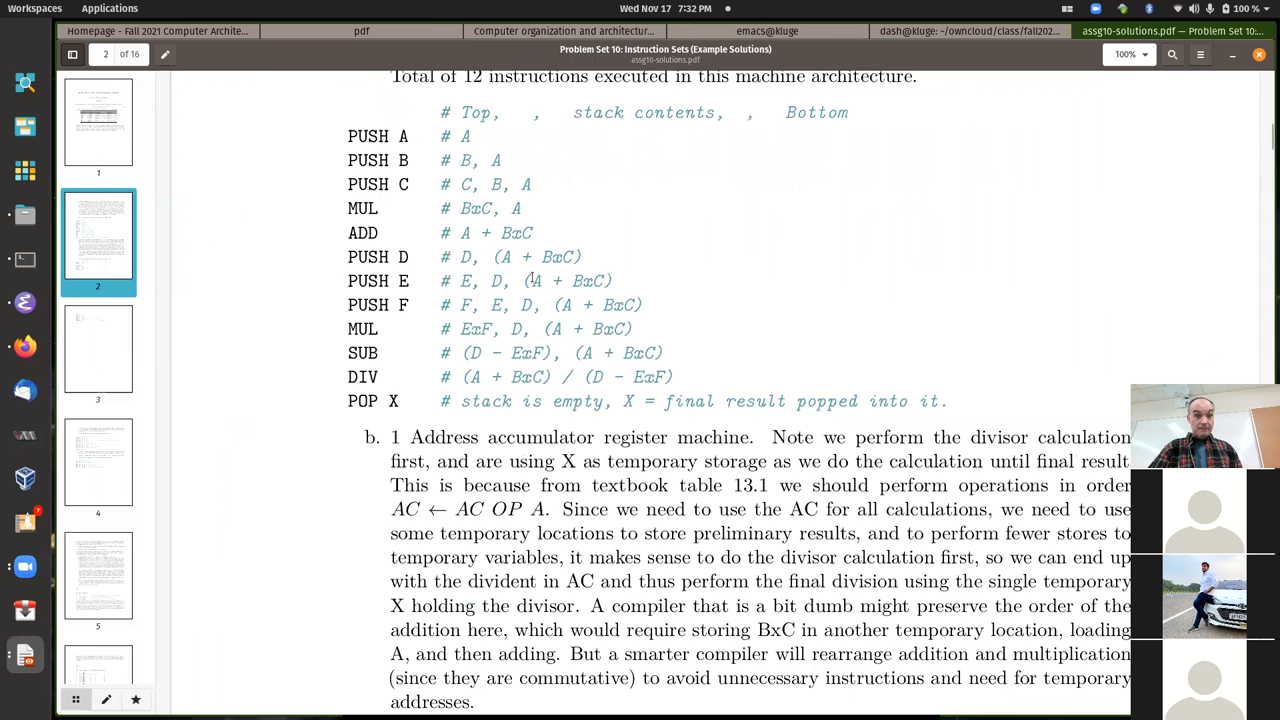 Workspaces Applications Wed Nov 17 7:32 PM 100 %
Homepage - Fall 2021 Computer Archite... pdf Computer organization and architectur... emacs@kluge dash@kluge: ~/owncloud/class/fall202... assg10-solutions.pdf — Problem Set 10:...
2 of 16 Problem Set 10: Instruction Sets (Example Solutions) 100%
assg10-solutions.pdf
Total of 12 instructions executed in this machine architecture.
# Top, , stack contents, , Bottom
PUSH A # A
PUSH B # B, A
PUSH C # C, B, A
MUL # BxC, A
ADD # A + BxC
PUSH D # D, (A + BxC)
PUSH E # E, D, (A + BxC)
PUSH F # F, E, D, (A + BxC)
MUL # ExF, D, (A + BxC)
SUB # (D - ExF), (A + BxC)
DIV # (A + BxC) / (D - ExF)
POP X # stack is empty, X = final result popped into it.
b. 1 Address accumulator register machine. Note we perform the divisor calculation
first, and are using X as temporary storage as we do the calculation until final result
This is because from textbook table 13.1 we should perform operations in order
AC ← AC OP A. Since we need to use the AC for all calculations, we need to use
some temporary locations to store preliminary results, and to perform fewer stores to
temporary variables, it makes sense to do the divisor calculation first, so we can end up
with the divident in AC and thus perform the final division using the single temporary
X holding the divisor. A compiler that is a bit dumb might preserve the order of the
addition here, which would require storing BxC in another temporary location, loading
A, and then adding. But a smarter compiler can rearrange addition and multiplication
(since they are commutative) to avoid unnecessary instructions and need for temporary
addresses.
1
2
3
4
5